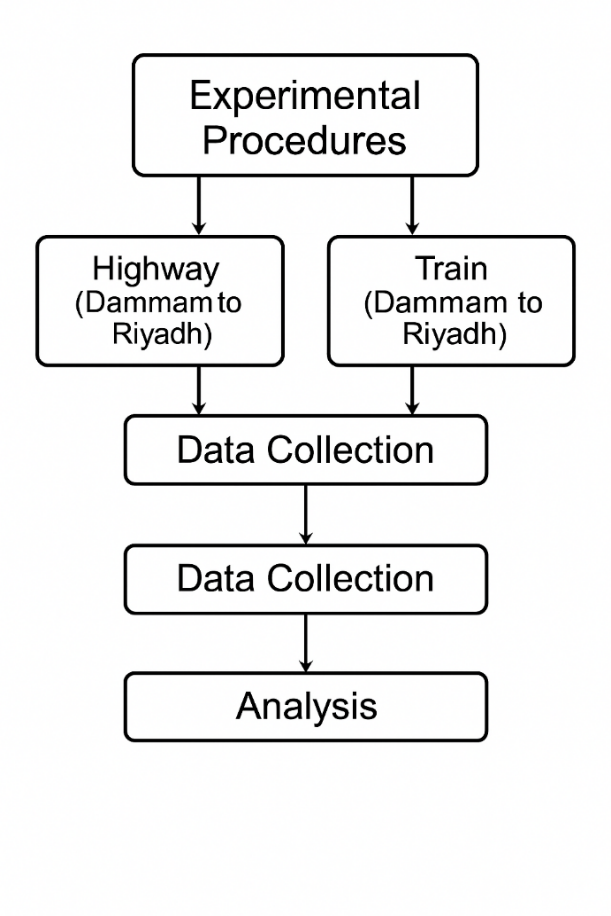 Experimental
Procedures
Highway
(Dammam to
Riyadh)
Train
(Dammam to
Riyadh)
Data Collection
Data Collection
Analysis